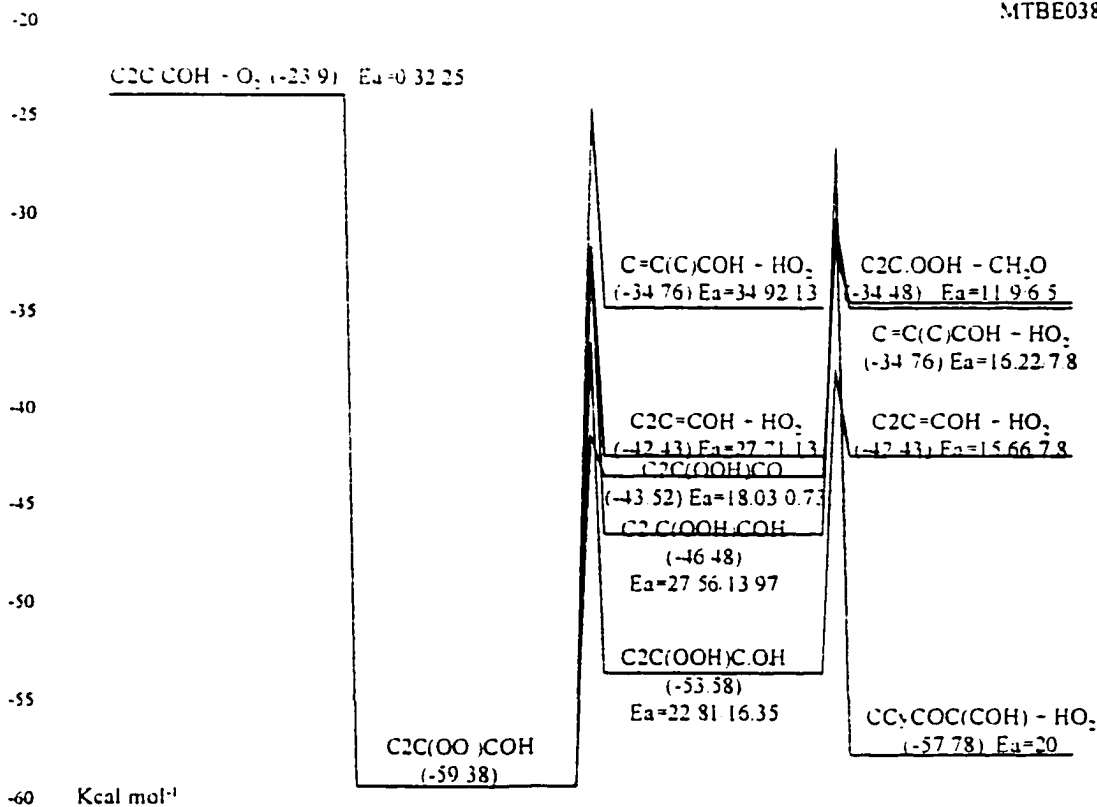 MTBE038
-20
C2C COH - O₂ (-23.9) Ea=0 32.25
-25
-30
C=C(C)COH - HO₂
(-34.76) Ea=34.92 13
C2C.OOH - CH₂O
(-34.48) Ea=11.9 6.5
-35
C=C(C)COH - HO₂
(-34.76) Ea=16.22 7.8
-40
C2C=COH - HO₂
(-42.43) Ea=27.71 13
C2C=COH - HO₂
(-42.43) Ea=15.66 7.8
C2C(OOH)CO
-45
(-43.52) Ea=18.03 0.73
C2 C(OOH)COH
(-46 48)
Ea=27 56.13 97
-50
C2C(OOH)C.OH
(-53.58)
Ea=22 81 16.35
-55
CCyCOC(COH) - HO₂
(-57.78) Ea=20
C2C(OO )COH
(-59 38)
-60
Kcal mol⁻¹